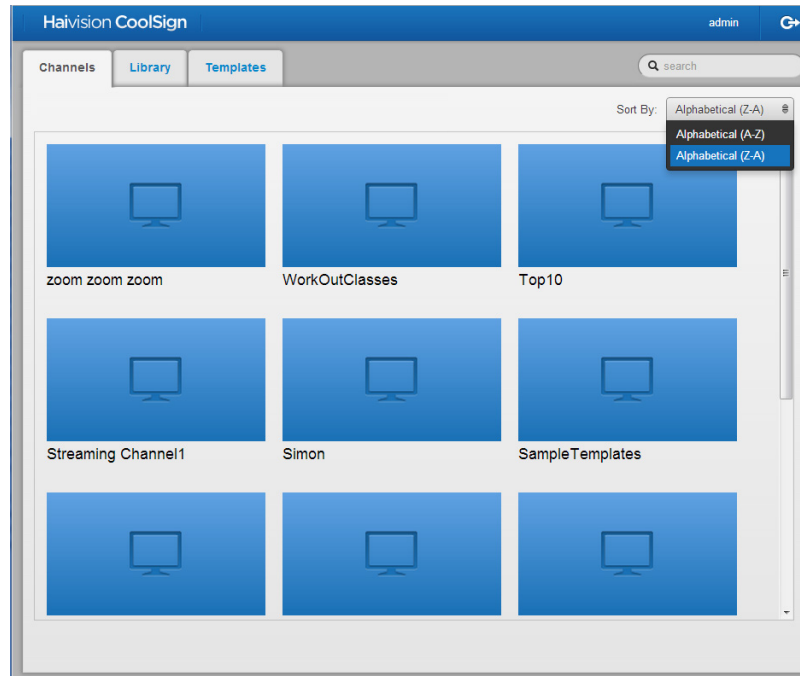 Haivision CoolSign
admin
Channels
Library
Templates
search
Sort By:
Alphabetical (Z-A)
Alphabetical (A-Z)
Alphabetical (Z-A)
zoom zoom zoom
WorkOutClasses
Top10
Streaming Channel1
Simon
SampleTemplates